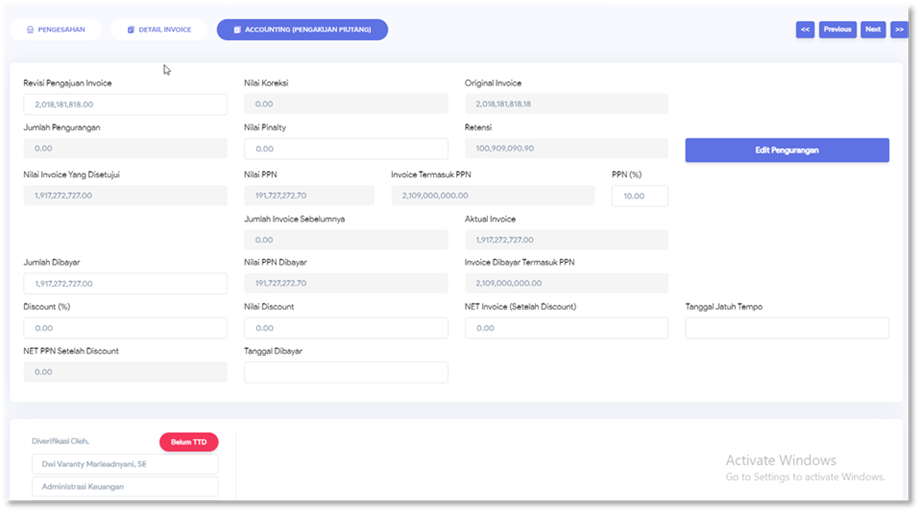 PENGESAHAN DETAIL INVOICE ACCOUNTING (PENGAKUAN PIUTANG) << Previous Next >>
Revisi Pengajuan Invoice Nilai Koreksi Original Invoice
2,018,181,818.00 0.00 2,018,181,818.18
Jumlah Pengurangan Nilai Pinalty Retensi
0.00 0.00 100,909,090.90 Edit Pengurangan
Nilai Invoice Yang Disetujui Nilai PPN Invoice Termasuk PPN PPN (%)
1,917,272,727.00 191,727,272.70 2,109,000,000.00 10.00
Jumlah Invoice Sebelumnya Aktual Invoice
0.00 1,917,272,727.00
Jumlah Dibayar Nilai PPN Dibayar Invoice Dibayar Termasuk PPN
1,917,272,727.00 191,727,272.70 2,109,000,000.00
Discount (%) Nilai Discount NET Invoice (Setelah Discount) Tanggal Jatuh Tempo
0.00 0.00 0.00
NET PPN Setelah Discount Tanggal Dibayar
0.00
Diverifikasi Oleh, Belum TTD
Dwi Varanty Marleadnyani, SE
Administrasi Keuangan
Activate Windows
Go to Settings to activate Windows.